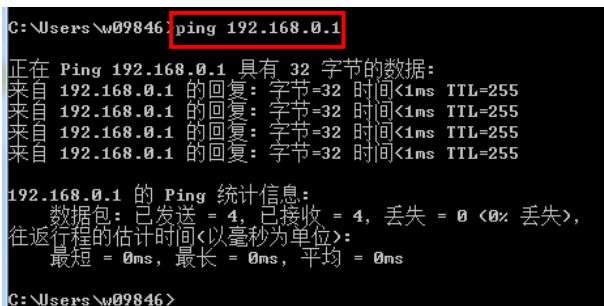 C:\Users\w09846>ping 192.168.0.1
正在 Ping 192.168.0.1 具有 32 字节的数据:
来自 192.168.0.1 的回复: 字节=32 时间<1ms TTL=255
来自 192.168.0.1 的回复: 字节=32 时间<1ms TTL=255
来自 192.168.0.1 的回复: 字节=32 时间<1ms TTL=255
来自 192.168.0.1 的回复: 字节=32 时间<1ms TTL=255
192.168.0.1 的 Ping 统计信息:
数据包: 已发送 = 4, 已接收 = 4, 丢失 = 0 (0% 丢失),
往返行程的估计时间(以毫秒为单位):
最短 = 0ms, 最长 = 0ms, 平均 = 0ms
C:\Users\w09846>